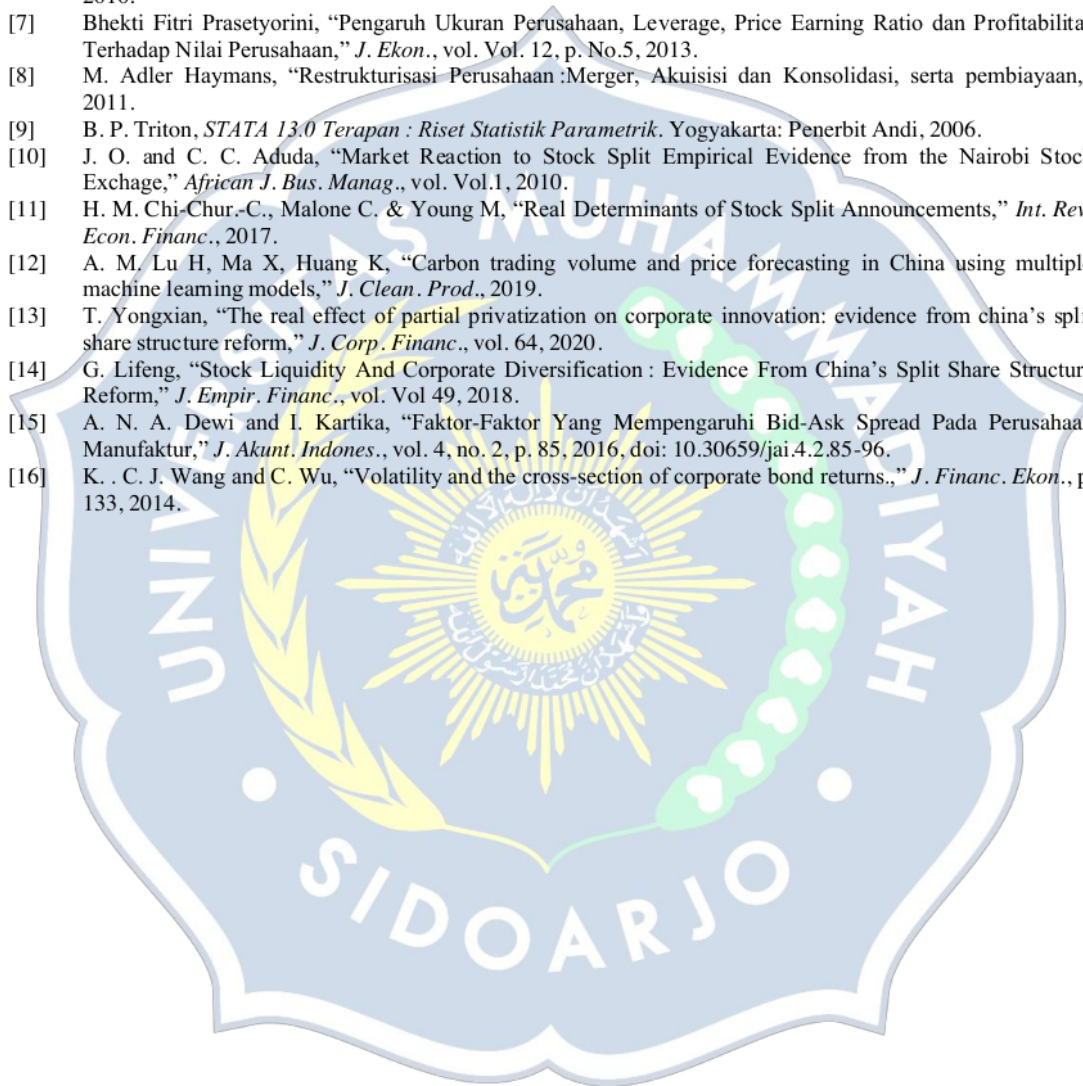 [7] Bhekti Fitri Prasetyorini, “Pengaruh Ukuran Perusahaan, Leverage, Price Earning Ratio dan Profitabilita
Terhadap Nilai Perusahaan,” J. Ekon., vol. Vol. 12, p. No.5, 2013.
[8] M. Adler Haymans, “Restrukturisasi Perusahaan :Merger, Akuisisi dan Konsolidasi, serta pembiayaan,
2011.
[9] B. P. Triton, STATA 13.0 Terapan : Riset Statistik Parametrik. Yogyakarta: Penerbit Andi, 2006.
[10] J. O. and C. C. Aduda, “Market Reaction to Stock Split Empirical Evidence from the Nairobi Stoc
Exchage,” African J. Bus. Manag., vol. Vol.1, 2010.
[11] H. M. Chi-Chur.-C., Malone C. & Young M, “Real Determinants of Stock Split Announcements,” Int. Rev
Econ. Financ., 2017.
[12] A. M. Lu H, Ma X, Huang K, “Carbon trading volume and price forecasting in China using multipl
machine learning models,” J. Clean. Prod., 2019.
[13] T. Yongxian, “The real effect of partial privatization on corporate innovation: evidence from china’s spli
share structure reform,” J. Corp. Financ., vol. 64, 2020.
[14] G. Lifeng, “Stock Liquidity And Corporate Diversification : Evidence From China’s Split Share Structur
Reform,” J. Empir. Financ., vol. Vol 49, 2018.
[15] A. N. A. Dewi and I. Kartika, “Faktor-Faktor Yang Mempengaruhi Bid-Ask Spread Pada Perusahaa
Manufaktur,” J. Akunt. Indones., vol. 4, no. 2, p. 85, 2016, doi: 10.30659/jai.4.2.85-96.
[16] K. . C. J. Wang and C. Wu, “Volatility and the cross-section of corporate bond returns.,” J. Financ. Ekon., p
133, 2014.
UNIVERSITAS MUHAMMADIYAH
SIDOARJO